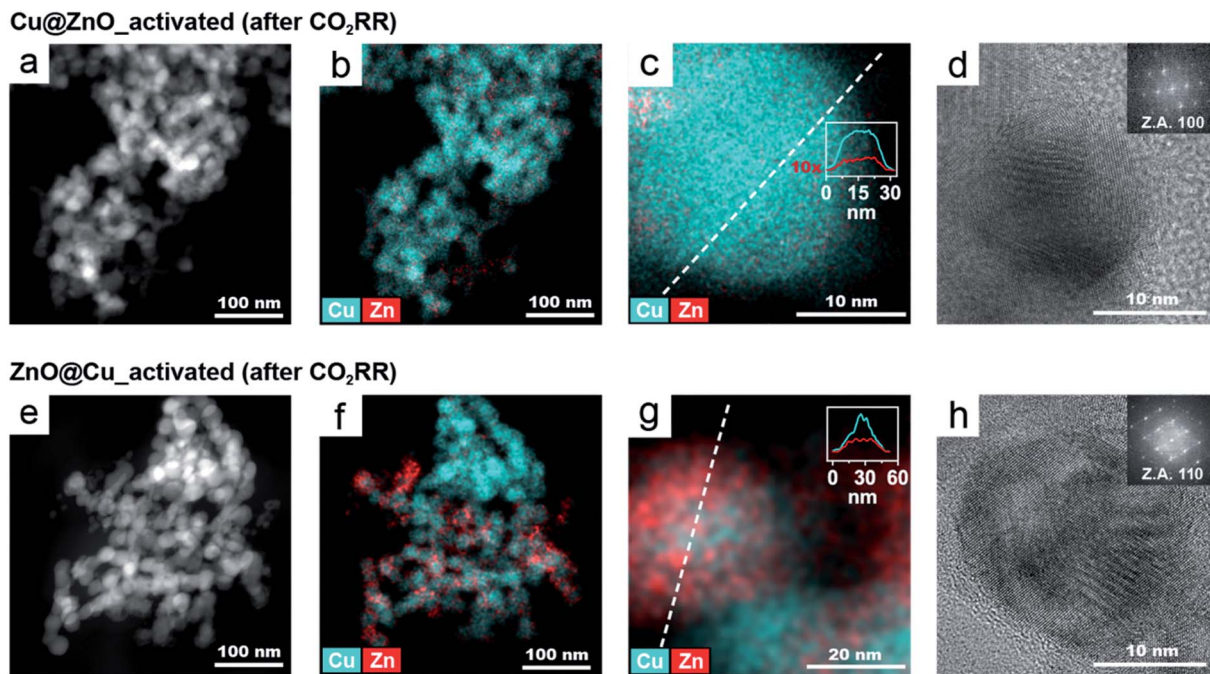 Cu@ZnO_activated (after CO₂RR)
a
100 nm
b
Cu Zn
100 nm
c
10x
0 15 30
nm
Cu Zn
10 nm
d
Z.A. 100
10 nm
ZnO@Cu_activated (after CO₂RR)
e
100 nm
f
Cu Zn
100 nm
g
0 30 60
nm
Cu Zn
20 nm
h
Z.A. 110
10 nm